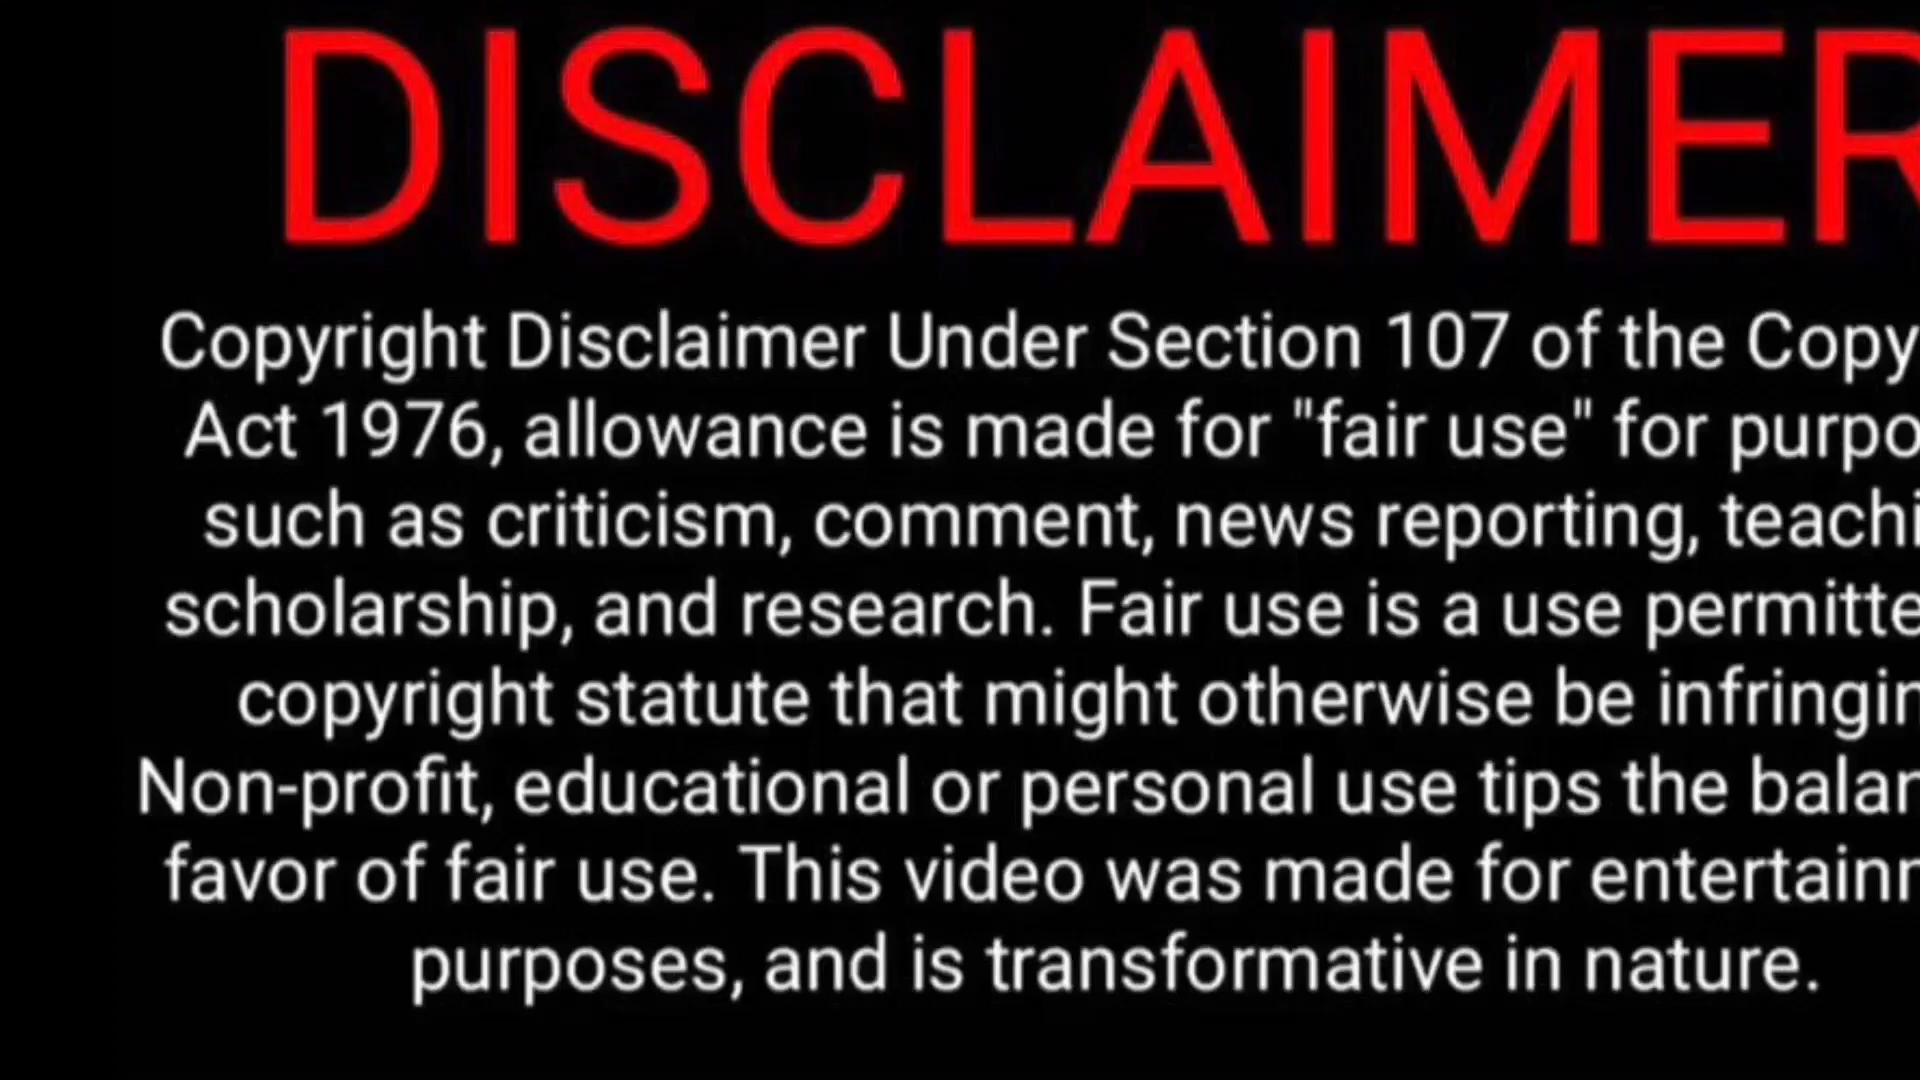 DISCLAIMER
Copyright Disclaimer Under Section 107 of the Copy
Act 1976, allowance is made for "fair use" for purpo
such as criticism, comment, news reporting, teachi
scholarship, and research. Fair use is a use permitte
copyright statute that might otherwise be infringin
Non-profit, educational or personal use tips the balan
favor of fair use. This video was made for entertainm
purposes, and is transformative in nature.